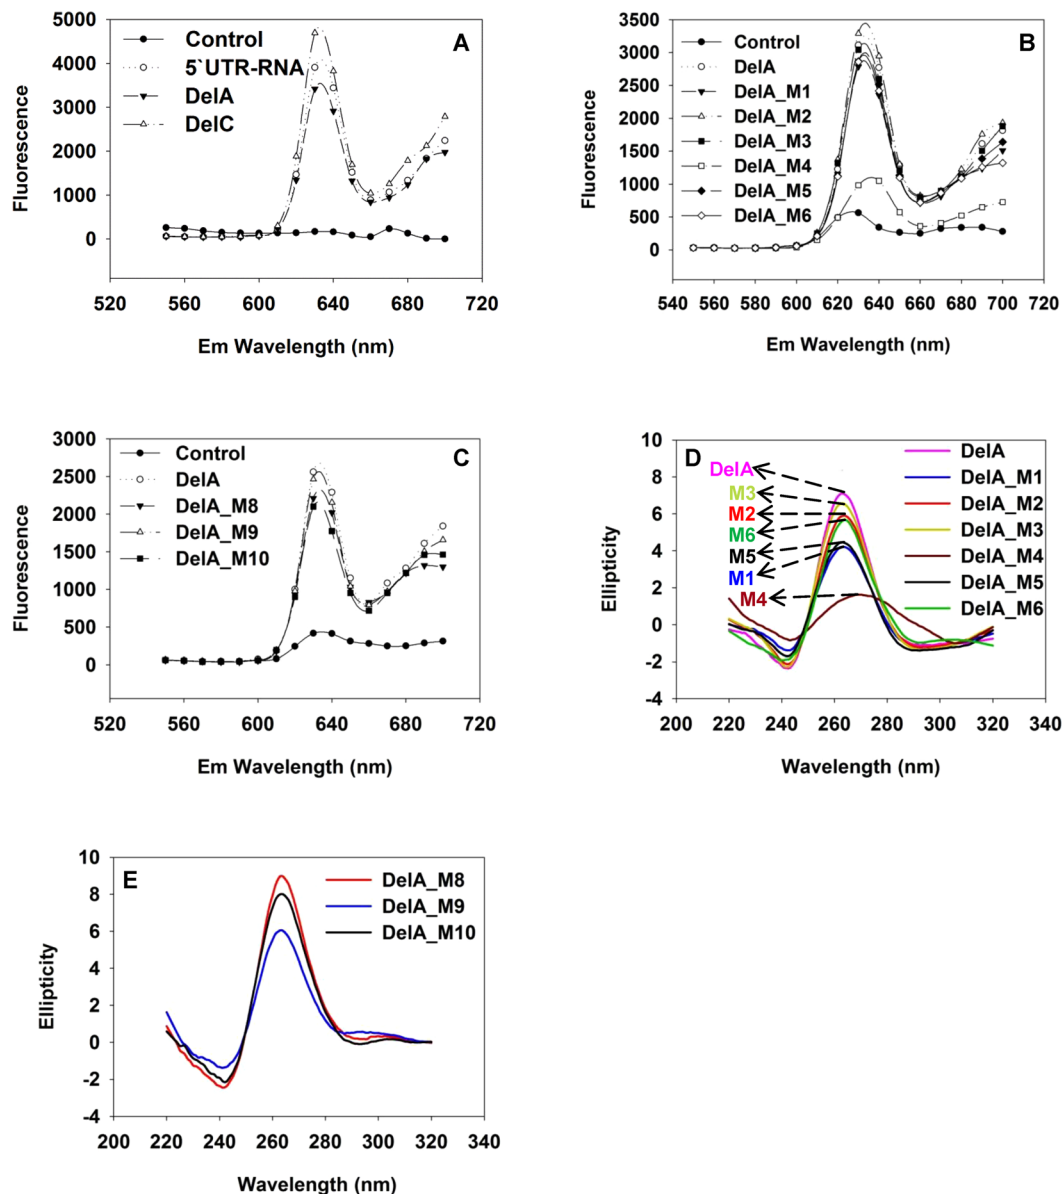 A
Fluorescence
5000
4000
3000
2000
1000
0
Control
5`UTR-RNA
DelA
DelC
520
560
600
640
680
720
Em Wavelength (nm)
B
Fluorescence
3500
3000
2500
2000
1500
1000
500
0
Control
DelA
DelA_M1
DelA_M2
DelA_M3
DelA_M4
DelA_M5
DelA_M6
540 560 580 600 620 640 660 680 700 720
Em Wavelength (nm)
C
Fluorescence
3000
2500
2000
1500
1000
500
0
Control
DelA
DelA_M8
DelA_M9
DelA_M10
520
560
600
640
680
720
Em Wavelength (nm)
D
Ellipticity
10
8
6
4
2
0
-2
-4
DelA
M3
M2
M6
M5
M1
M4
DelA
DelA_M1
DelA_M2
DelA_M3
DelA_M4
DelA_M5
DelA_M6
200 220 240 260 280 300 320 340
Wavelength (nm)
E
Ellipticity
10
8
6
4
2
0
-2
-4
DelA_M8
DelA_M9
DelA_M10
200 220 240 260 280 300 320 340
Wavelength (nm)